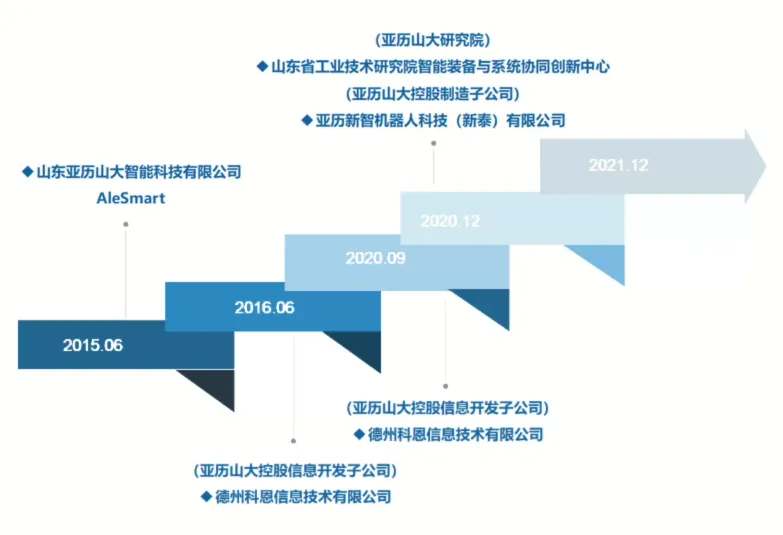 （亚历山大研究院）
◆山东省工业技术研究院智能装备与系统协同创新中心
（亚历山大控股制造子公司）
◆亚历新智机器人科技（新泰）有限公司
◆山东亚历山大智能科技有限公司
AleSmart
2021.12
2020.12
2020.09
2016.06
2015.06
（亚历山大控股信息开发子公司）
◆德州科恩信息技术有限公司
（亚历山大控股信息开发子公司）
◆德州科恩信息技术有限公司